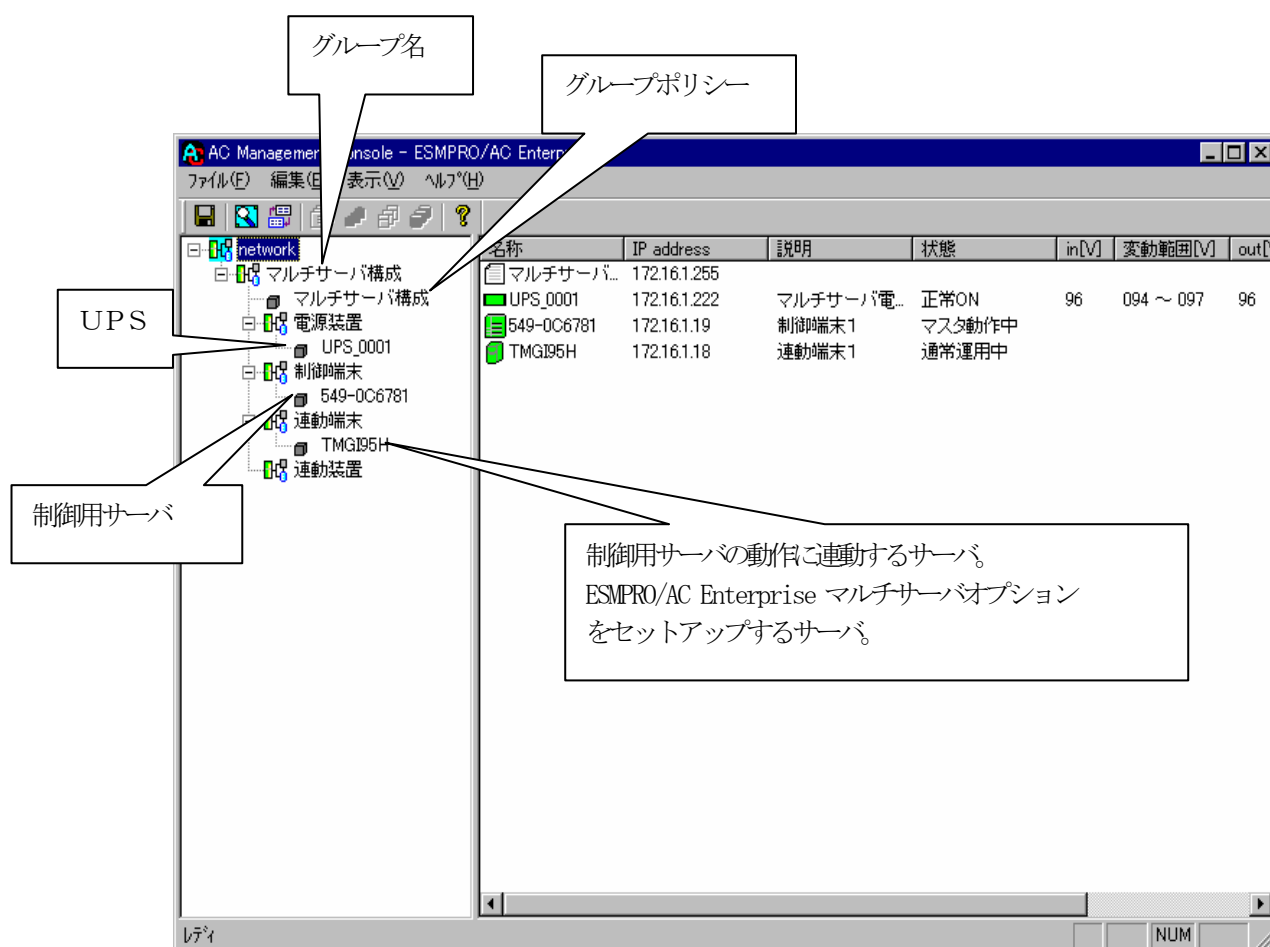 グループ名
グループポリシー
AC Managemen onsole - ESMPRO/AC Enterp
ファイル(F) 編集(E 表示(V) ヘルプ(H)
network
マルチサーバ構成
マルチサーバ構成
電源装置
UPS_0001
制御端末
549-0C6781
連動端末
TMGI95H
連動装置
名称 IP address 説明 状態 in[V] 変動範囲[V] out[
マルチサーバ... 172.16.1.255
UPS_0001 172.16.1.222 マルチサーバ電... 正常ON 96 094 ～ 097 96
549-0C6781 172.16.1.19 制御端末1 マスタ動作中
TMGI95H 172.16.1.18 連動端末1 通常運用中
UPS
制御用サーバ
制御用サーバの動作に連動するサーバ。
ESMPRO/AC Enterprise マルチサーバオプション
をセットアップするサーバ。
レディ
NUM